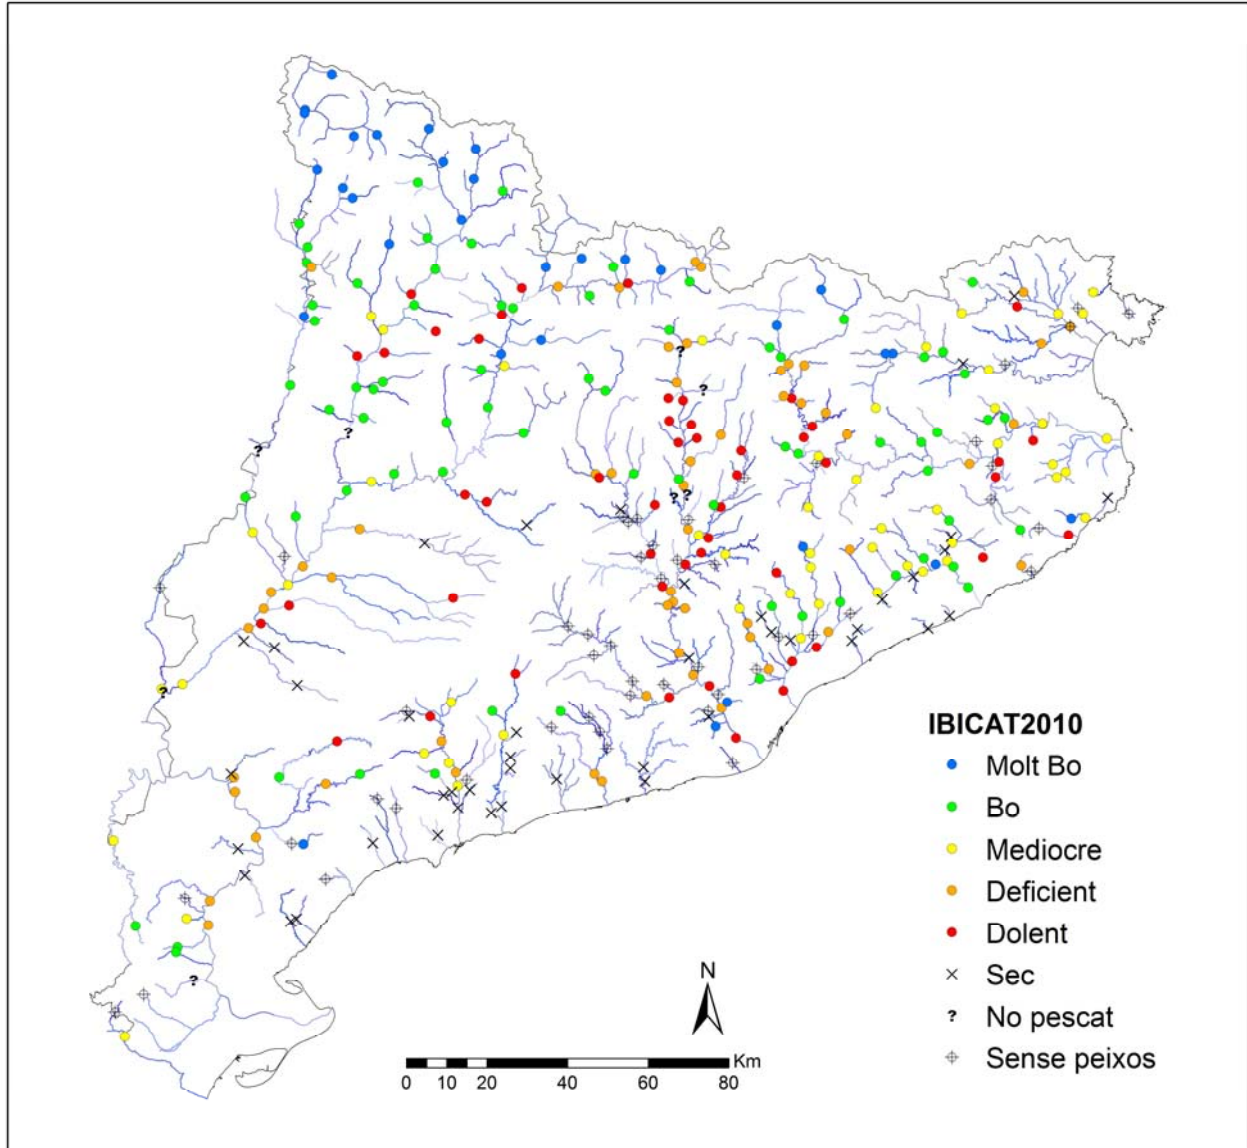 IBICAT2010
Molt Bo
Bo
Mediocre
Deficient
Dolent
Sec
? No pescat
Sense peixos
N
Km
0 10 20 40 60 80